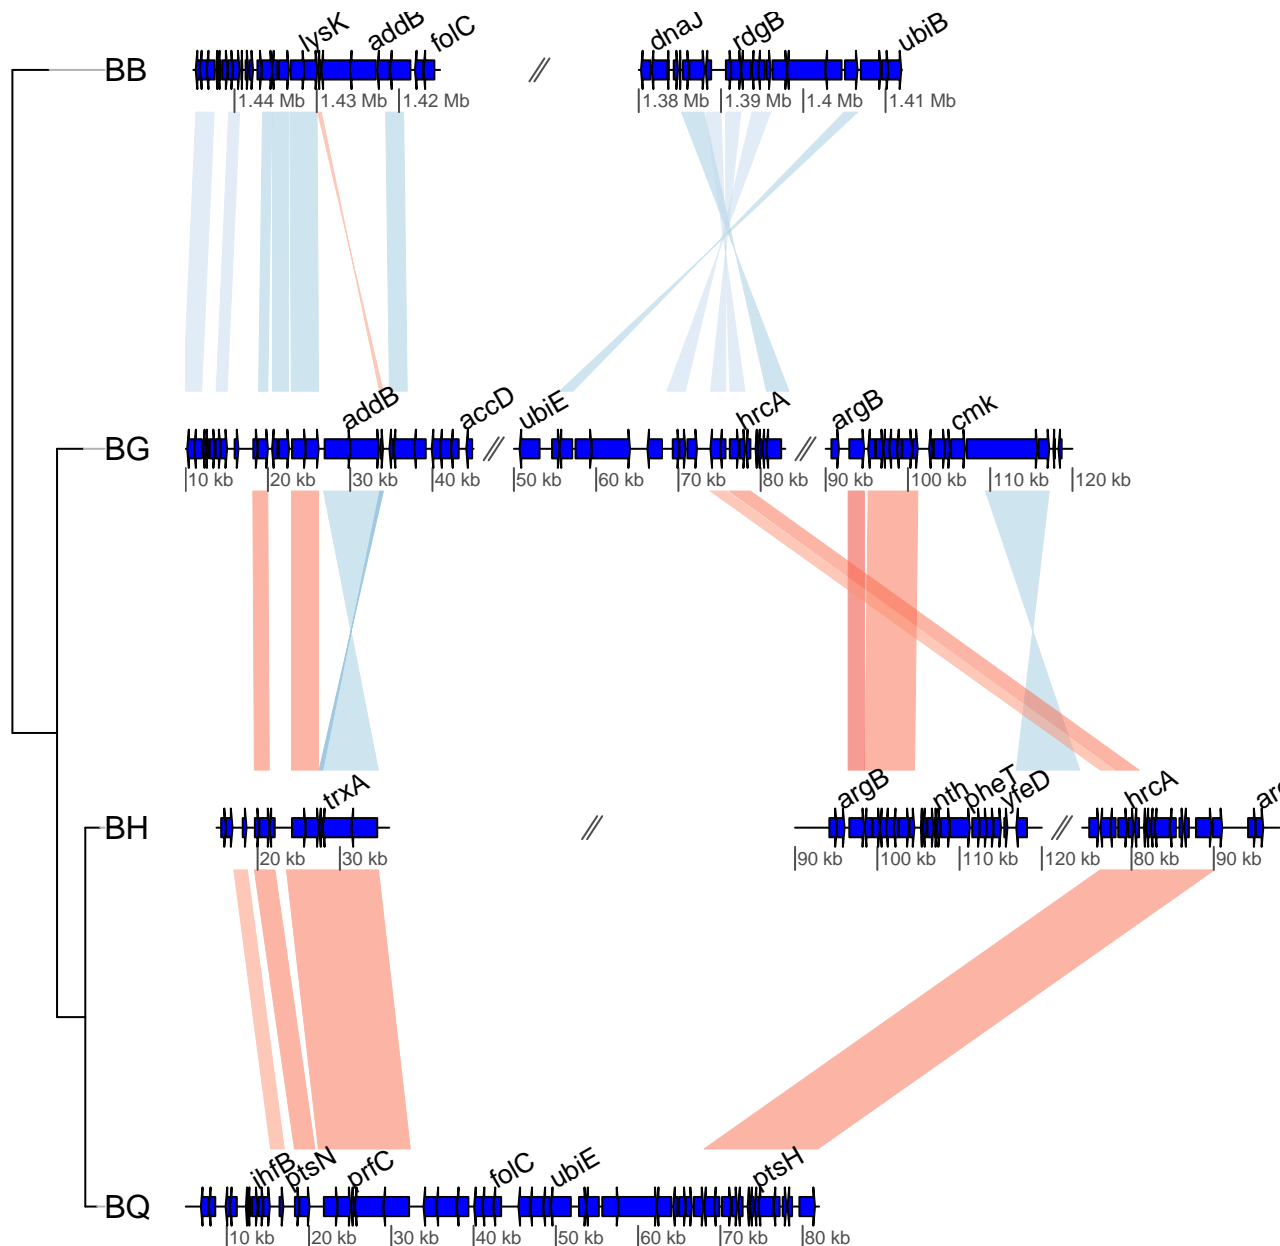 lysK addB folC dnaJ rdgB ubiB
BB
1.44 Mb 1.43 Mb 1.42 Mb 1.38 Mb 1.39 Mb 1.4 Mb 1.41 Mb
addB accD ubiE hrcA argB cmk
BG
10 kb 20 kb 30 kb 40 kb 50 kb 60 kb 70 kb 80 kb 90 kb 100 kb 110 kb 120 kb
trxA argB nth pheT yfeD hrcA
BH
20 kb 30 kb 90 kb 100 kb 110 kb 120 kb 80 kb 90 kb
ihfB ptsN prfC folC ubiE ptsH
BQ
10 kb 20 kb 30 kb 40 kb 50 kb 60 kb 70 kb 80 kb